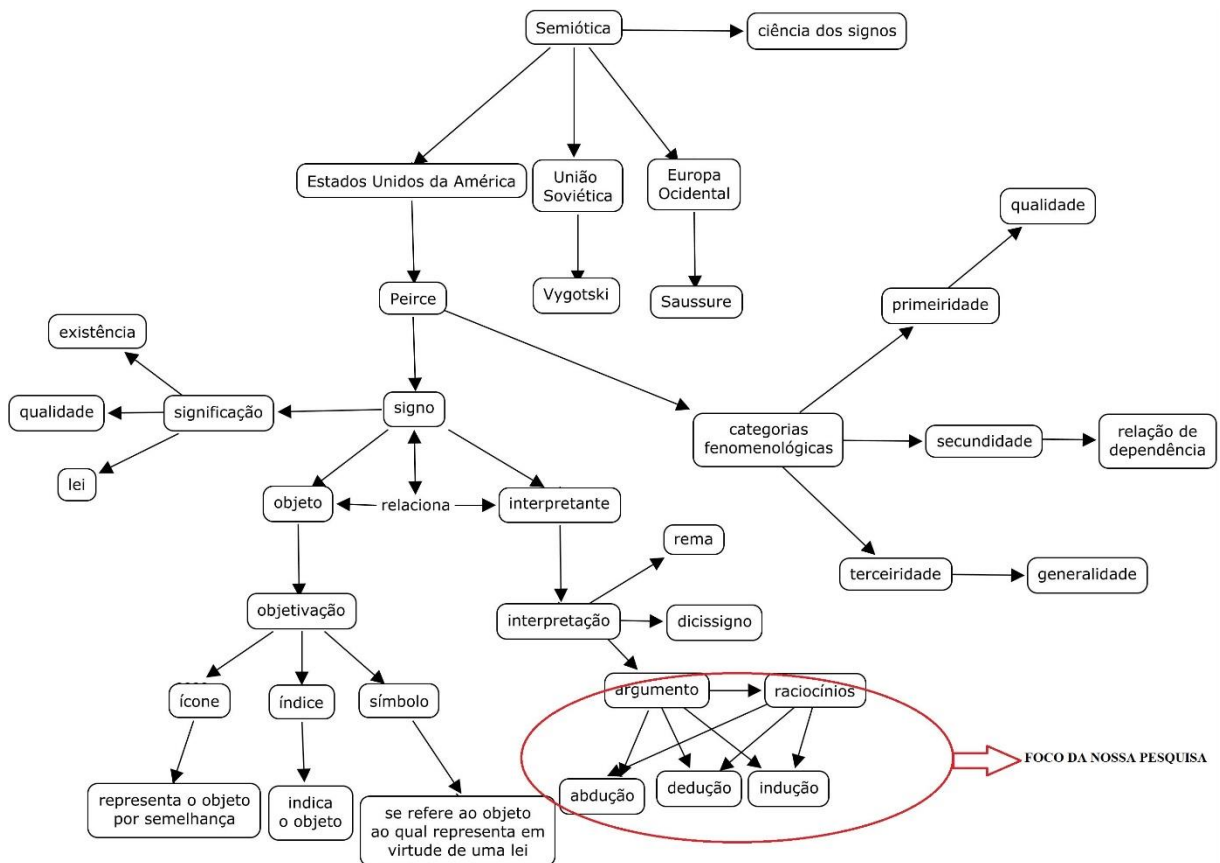 Semiótica
ciência dos signos
Estados Unidos da América
União
Soviética
Europa
Ocidental
qualidade
Peirce
Vygotski
Saussure
primeiridade
existência
qualidade
significação
signo
categorias
fenomenológicas
secundidade
relação de
dependência
lei
objeto
relaciona
interpretante
rema
terceiridade
generalidade
objetivação
interpretação
dicissigno
ícone
índice
símbolo
argumento
raciocínios
FOCO DA NOSSA PESQUISA
representa o objeto
por semelhança
indica
o objeto
se refere ao objeto
ao qual representa em
virtude de uma lei
abdução
dedução
indução